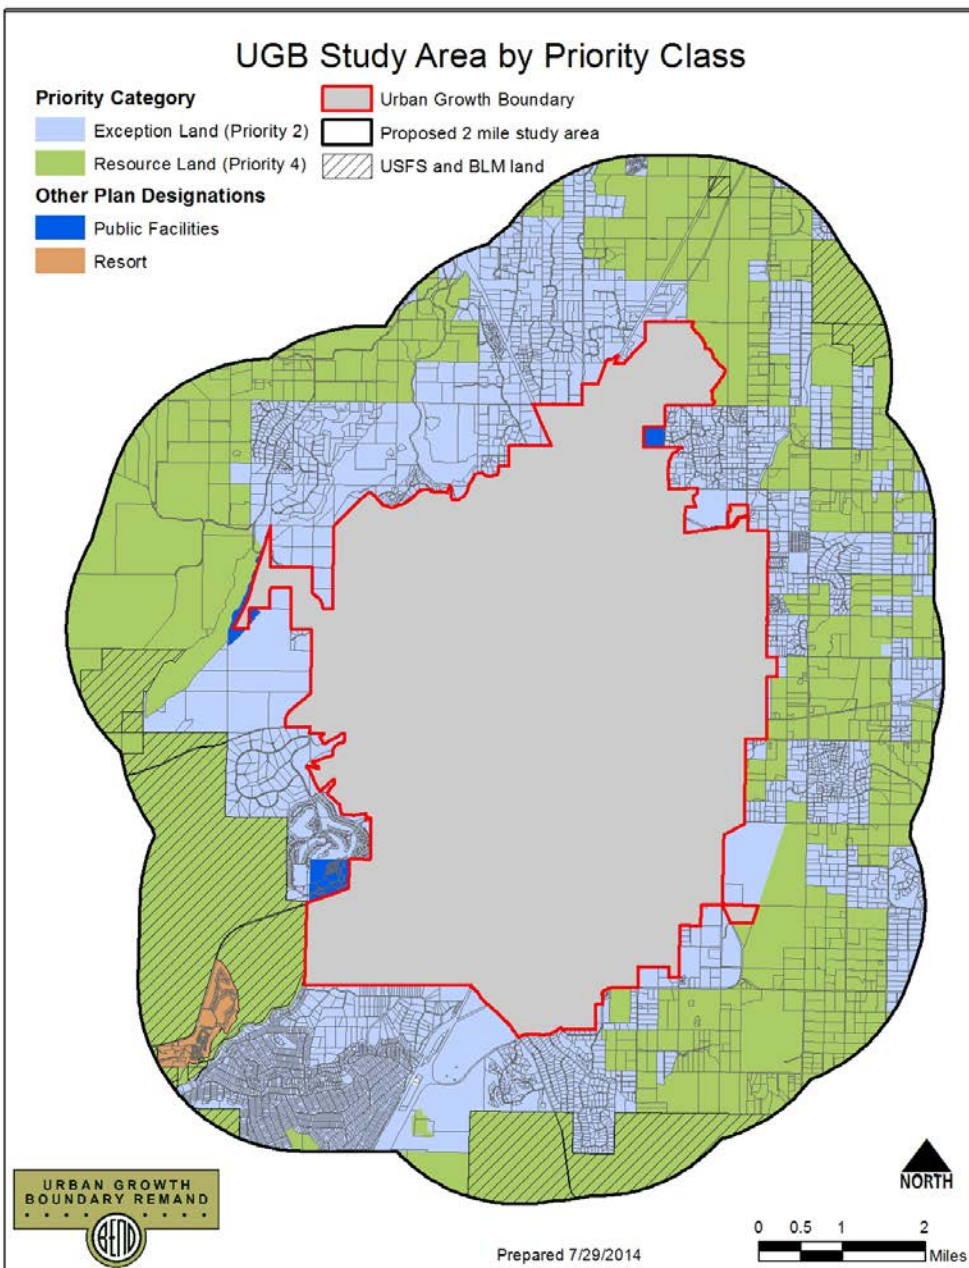 UGB Study Area by Priority Class
Priority Category
Exception Land (Priority 2)
Resource Land (Priority 4)
Other Plan Designations
Public Facilities
Resort
Urban Growth Boundary
Proposed 2 mile study area
USFS and BLM land
URBAN GROWTH
BOUNDARY REMAND
BEND
NORTH
0 0.5 1 2
Miles
Prepared 7/29/2014